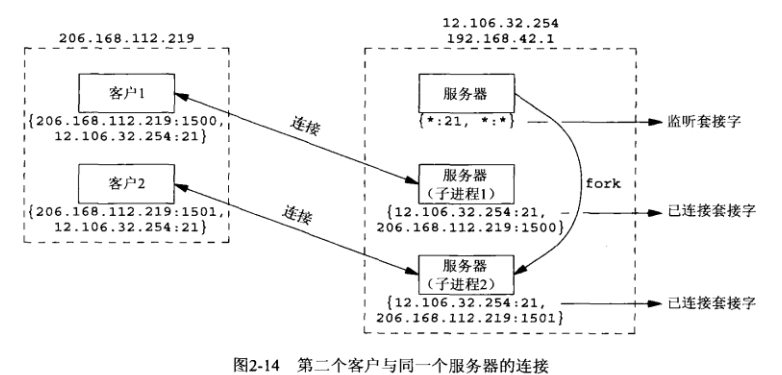 206.168.112.219
12.106.32.254
192.168.42.1
客户1
{206.168.112.219:1500,
12.106.32.254:21}
客户2
{206.168.112.219:1501,
12.106.32.254:21}
连接
连接
服务器
{*:21, *:*}
监听套接字
fork
服务器
(子进程1)
{12.106.32.254:21,
206.168.112.219:1500}
已连接套接字
服务器
(子进程2)
{12.106.32.254:21,
206.168.112.219:1501}
已连接套接字
图2-14 第二个客户与同一个服务器的连接